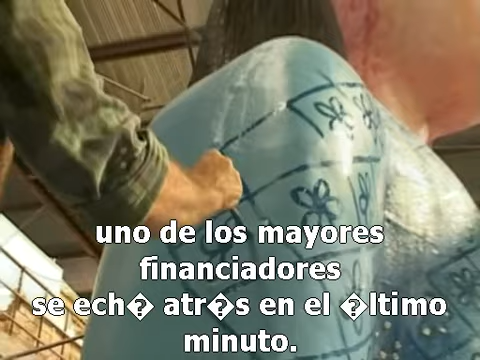 uno de los mayores
financiadores
se ech� atr�s en el �ltimo
minuto.